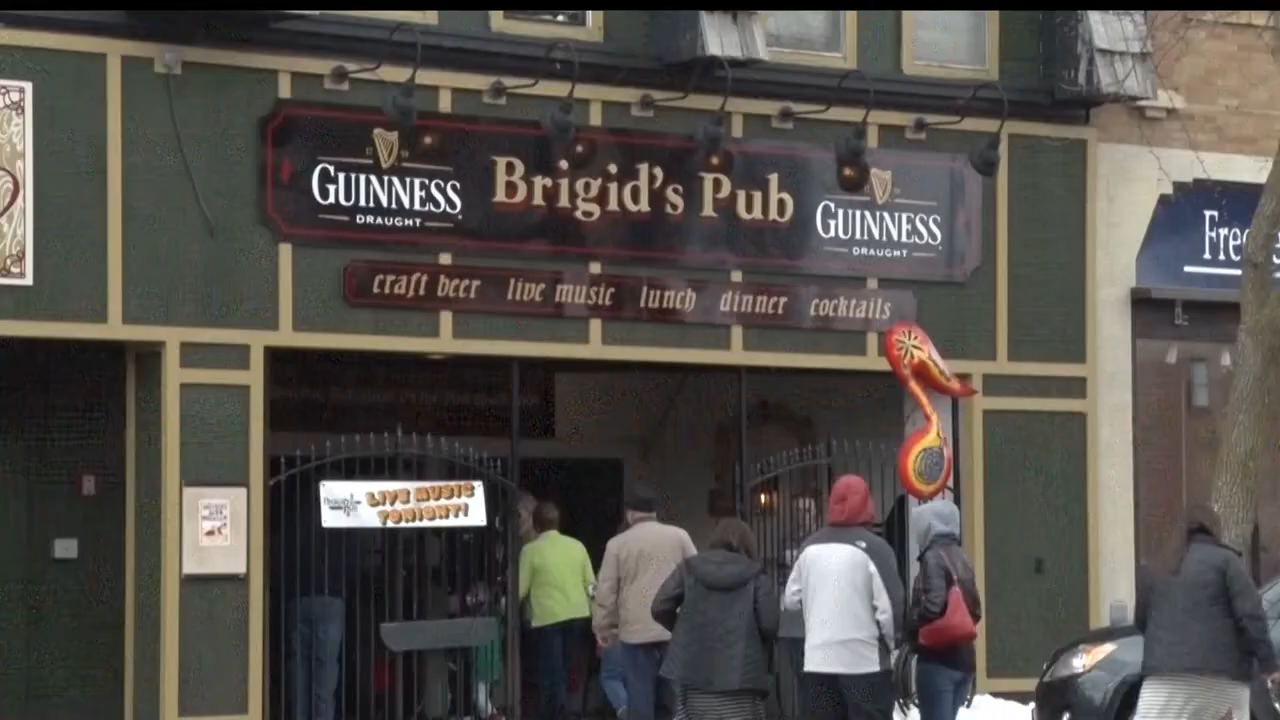 GUINNESS
DRAUGHT
Brigid's Pub
GUINNESS
DRAUGHT
craft beer live music lunch dinner cocktails
LIVE MUSIC
TONIGHT!